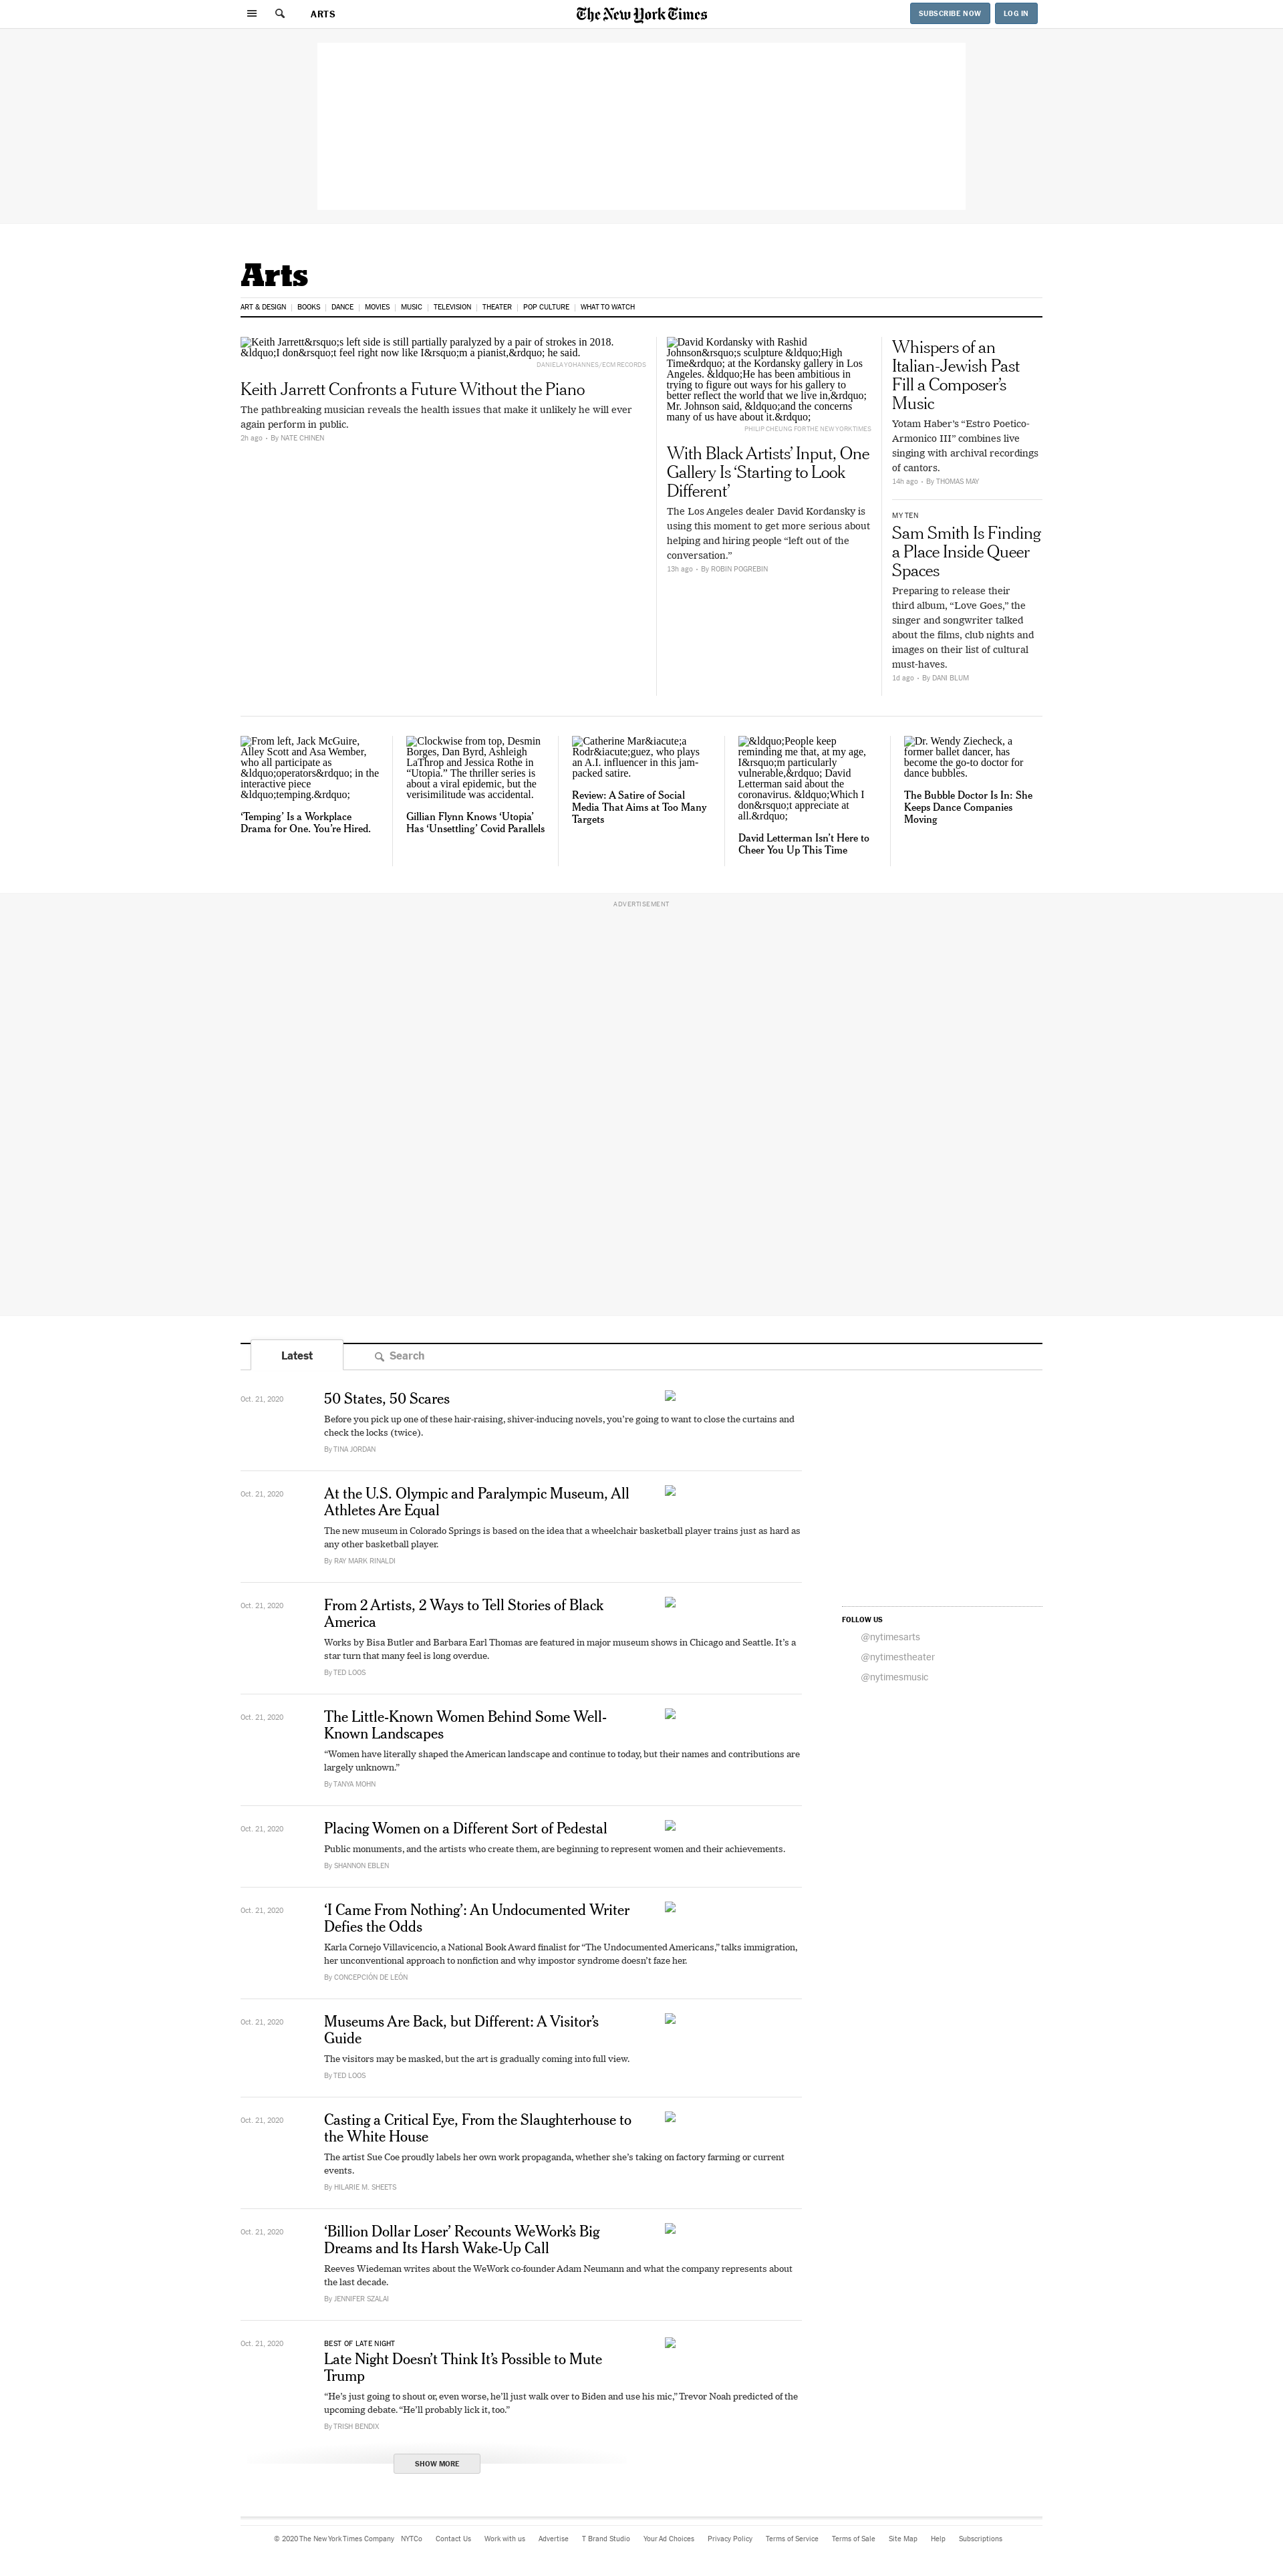 ARTS
The New York Times
SUBSCRIBE NOW
LOG IN
Arts
ART & DESIGN | BOOKS | DANCE | MOVIES | MUSIC | TELEVISION | THEATER | POP CULTURE | WHAT TO WATCH
Keith Jarrett&rsquo;s left side is still partially paralyzed by a pair of strokes in 2018.
&ldquo;I don&rsquo;t feel right now like I&rsquo;m a pianist,&rdquo; he said.
DANIELA YOHANNES/ECM RECORDS
Keith Jarrett Confronts a Future Without the Piano
The pathbreaking musician reveals the health issues that make it unlikely he will ever
again perform in public.
2h ago • By NATE CHINEN
David Kordansky with Rashid
Johnson&rsquo;s sculpture &ldquo;High
Time&rdquo; at the Kordansky gallery in Los
Angeles. &ldquo;He has been ambitious in
trying to figure out ways for his gallery to
better reflect the world that we live in,&rdquo;
Mr. Johnson said, &ldquo;and the concerns
many of us have about it.&rdquo;
PHILIP CHEUNG FOR THE NEW YORK TIMES
With Black Artists’ Input, One
Gallery Is ‘Starting to Look
Different’
The Los Angeles dealer David Kordansky is
using this moment to get more serious about
helping and hiring people “left out of the
conversation.”
13h ago • By ROBIN POGREBIN
Whispers of an
Italian-Jewish Past
Fill a Composer’s
Music
Yotam Haber’s “Estro Poetico-
Armonico III” combines live
singing with archival recordings
of cantors.
14h ago • By THOMAS MAY
MY TEN
Sam Smith Is Finding
a Place Inside Queer
Spaces
Preparing to release their
third album, “Love Goes,” the
singer and songwriter talked
about the films, club nights and
images on their list of cultural
must-haves.
1d ago • By DANI BLUM
From left, Jack McGuire,
Alley Scott and Asa Wember,
who all participate as
&ldquo;operators&rdquo; in the
interactive piece
&ldquo;temping.&rdquo;
‘Temping’ Is a Workplace
Drama for One. You’re Hired.
Clockwise from top, Desmin
Borges, Dan Byrd, Ashleigh
LaThrop and Jessica Rothe in
“Utopia.” The thriller series is
about a viral epidemic, but the
verisimilitude was accidental.
Gillian Flynn Knows ‘Utopia’
Has ‘Unsettling’ Covid Parallels
Catherine Mar&iacute;a
Rodr&iacute;guez, who plays
an A.I. influencer in this jam-
packed satire.
Review: A Satire of Social
Media That Aims at Too Many
Targets
&ldquo;People keep
reminding me that, at my age,
I&rsquo;m particularly
vulnerable,&rdquo; David
Letterman said about the
coronavirus. &ldquo;Which I
don&rsquo;t appreciate at
all.&rdquo;
David Letterman Isn’t Here to
Cheer You Up This Time
Dr. Wendy Ziecheck, a
former ballet dancer, has
become the go-to doctor for
dance bubbles.
The Bubble Doctor Is In: She
Keeps Dance Companies
Moving
ADVERTISEMENT
Latest
Search
Oct. 21, 2020
50 States, 50 Scares
Before you pick up one of these hair-raising, shiver-inducing novels, you’re going to want to close the curtains and
check the locks (twice).
By TINA JORDAN
Oct. 21, 2020
At the U.S. Olympic and Paralympic Museum, All
Athletes Are Equal
The new museum in Colorado Springs is based on the idea that a wheelchair basketball player trains just as hard as
any other basketball player.
By RAY MARK RINALDI
Oct. 21, 2020
From 2 Artists, 2 Ways to Tell Stories of Black
America
Works by Bisa Butler and Barbara Earl Thomas are featured in major museum shows in Chicago and Seattle. It’s a
star turn that many feel is long overdue.
By TED LOOS
FOLLOW US
@nytimesarts
@nytimestheater
@nytimesmusic
Oct. 21, 2020
The Little-Known Women Behind Some Well-
Known Landscapes
“Women have literally shaped the American landscape and continue to today, but their names and contributions are
largely unknown.”
By TANYA MOHN
Oct. 21, 2020
Placing Women on a Different Sort of Pedestal
Public monuments, and the artists who create them, are beginning to represent women and their achievements.
By SHANNON EBLEN
Oct. 21, 2020
‘I Came From Nothing’: An Undocumented Writer
Defies the Odds
Karla Cornejo Villavicencio, a National Book Award finalist for “The Undocumented Americans,” talks immigration,
her unconventional approach to nonfiction and why impostor syndrome doesn’t faze her.
By CONCEPCIÓN DE LEÓN
Oct. 21, 2020
Museums Are Back, but Different: A Visitor’s
Guide
The visitors may be masked, but the art is gradually coming into full view.
By TED LOOS
Oct. 21, 2020
Casting a Critical Eye, From the Slaughterhouse to
the White House
The artist Sue Coe proudly labels her own work propaganda, whether she’s taking on factory farming or current
events.
By HILARIE M. SHEETS
Oct. 21, 2020
‘Billion Dollar Loser’ Recounts WeWork’s Big
Dreams and Its Harsh Wake-Up Call
Reeves Wiedeman writes about the WeWork co-founder Adam Neumann and what the company represents about
the last decade.
By JENNIFER SZALAI
Oct. 21, 2020
BEST OF LATE NIGHT
Late Night Doesn’t Think It’s Possible to Mute
Trump
“He’s just going to shout or, even worse, he’ll just walk over to Biden and use his mic,” Trevor Noah predicted of the
upcoming debate. “He’ll probably lick it, too.”
By TRISH BENDIX
SHOW MORE
© 2020 The New York Times Company NYTCo Contact Us Work with us Advertise T Brand Studio Your Ad Choices Privacy Policy Terms of Service Terms of Sale Site Map Help Subscriptions